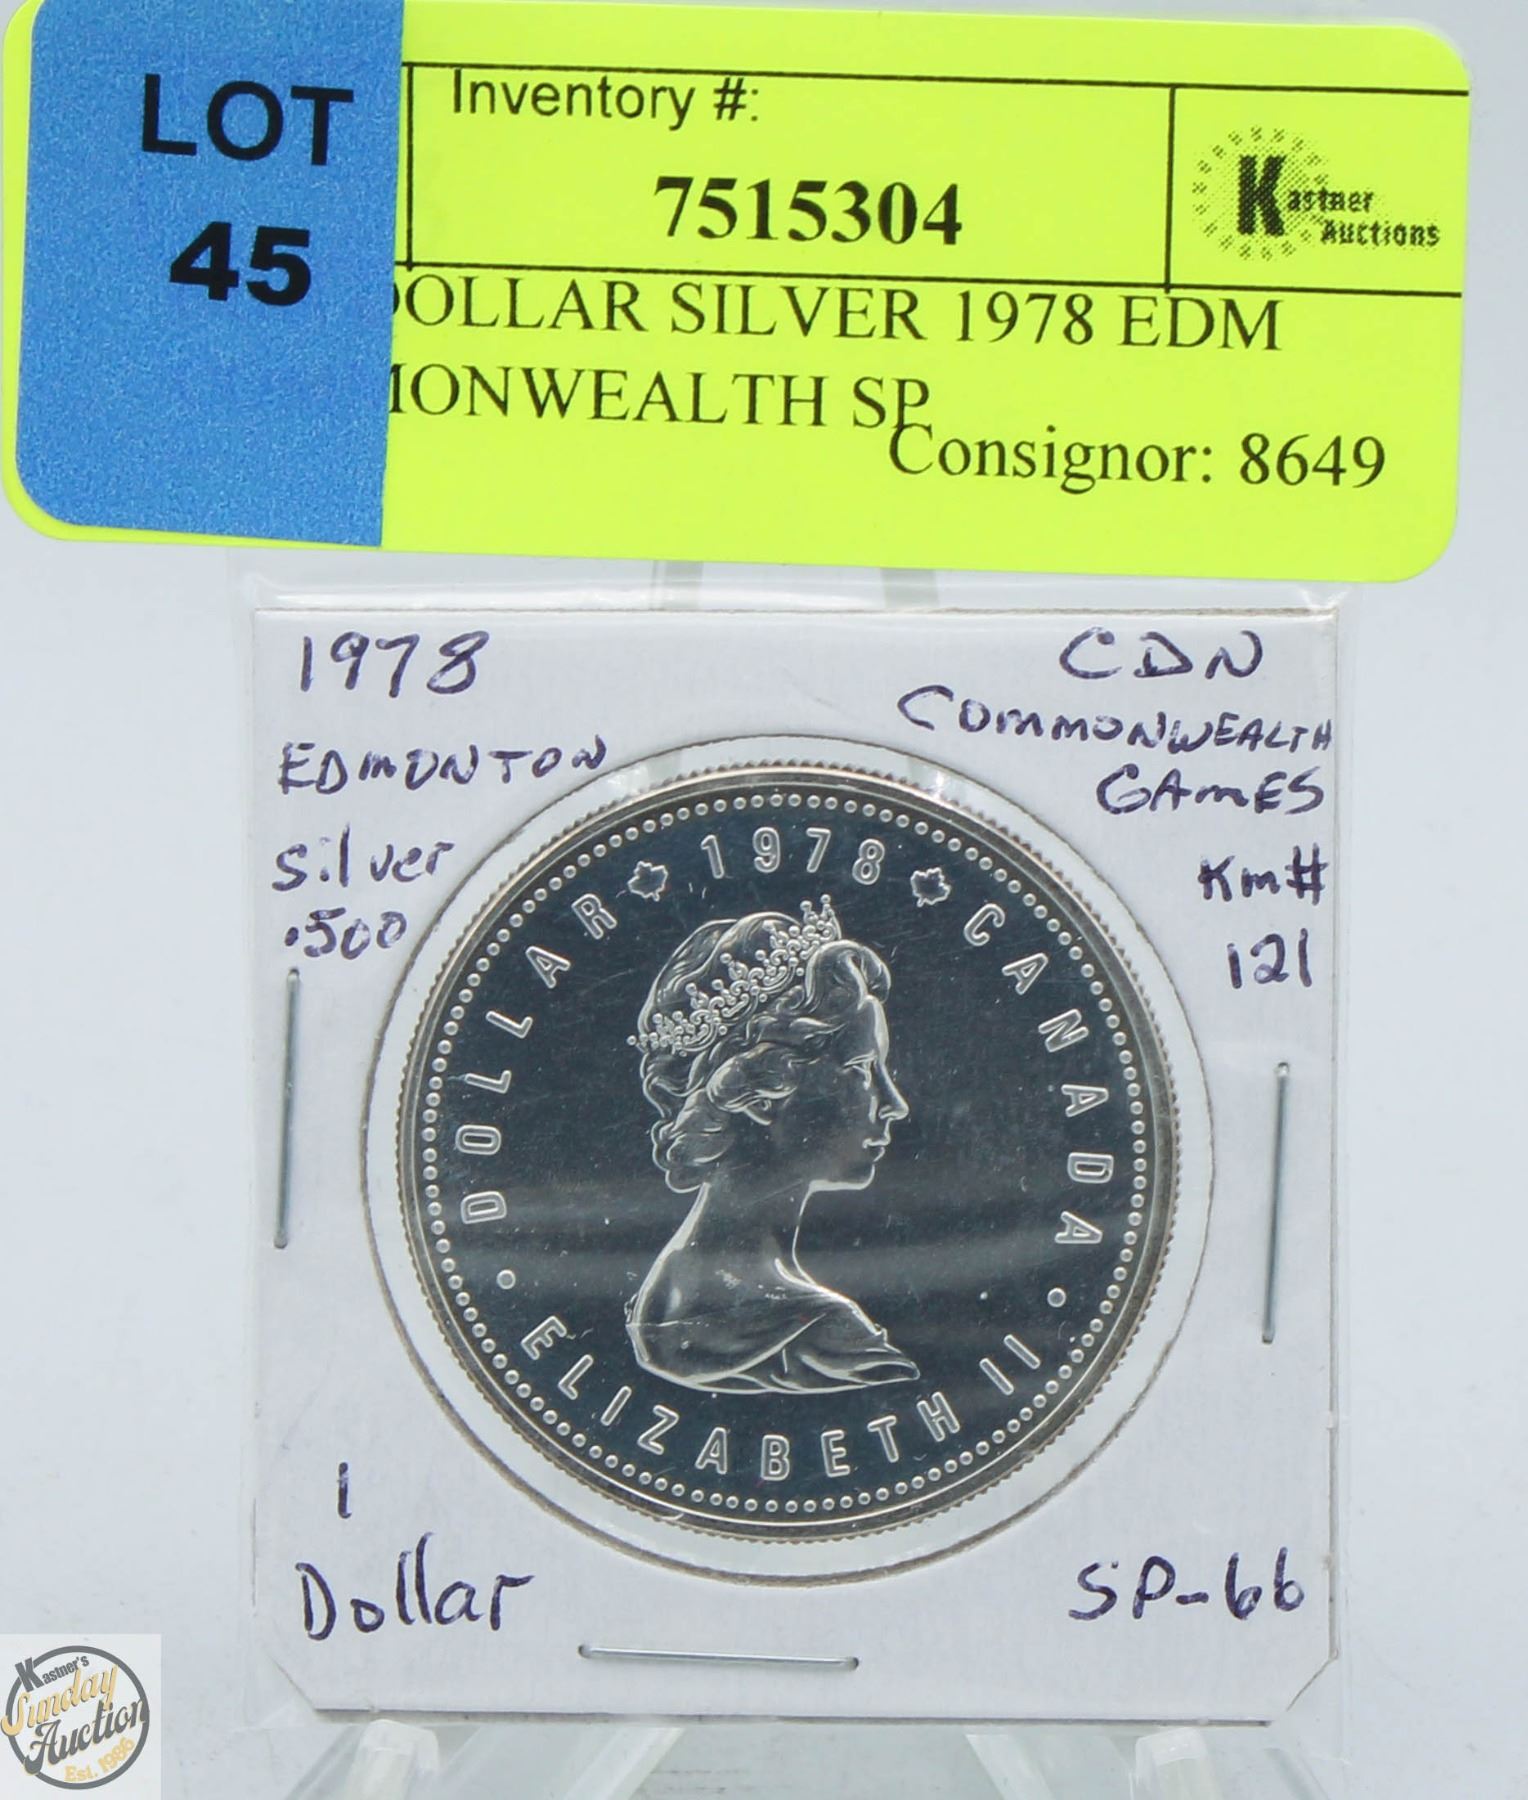 LOT
45
Inventory #:
7515304
Kastner
Auctions
DOLLAR SILVER 1978 EDM
MONWEALTH SP
Consignor: 8649
1978
EDMONTON
Silver
.500
CDN
COMMONWEALTH
GAMES
Km#
121
DOLLAR 1978 CANADA
• ELIZABETH II •
1
Dollar
SP-66
Kastner's
Sunday
Auction
Est. 1986